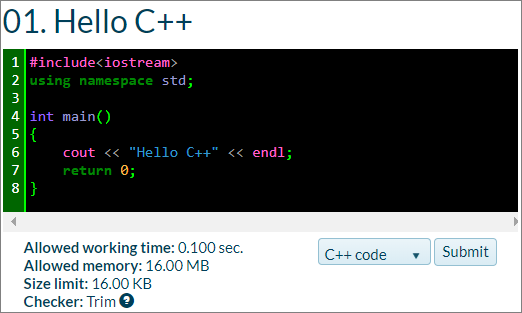 01. Hello C++
1 #include<iostream>
2 using namespace std;
3
4 int main()
5 {
6 cout << "Hello C++" << endl;
7 return 0;
8 }
Allowed working time: 0.100 sec.
Allowed memory: 16.00 MB
Size limit: 16.00 KB
Checker: Trim ?
C++ code ▼ Submit